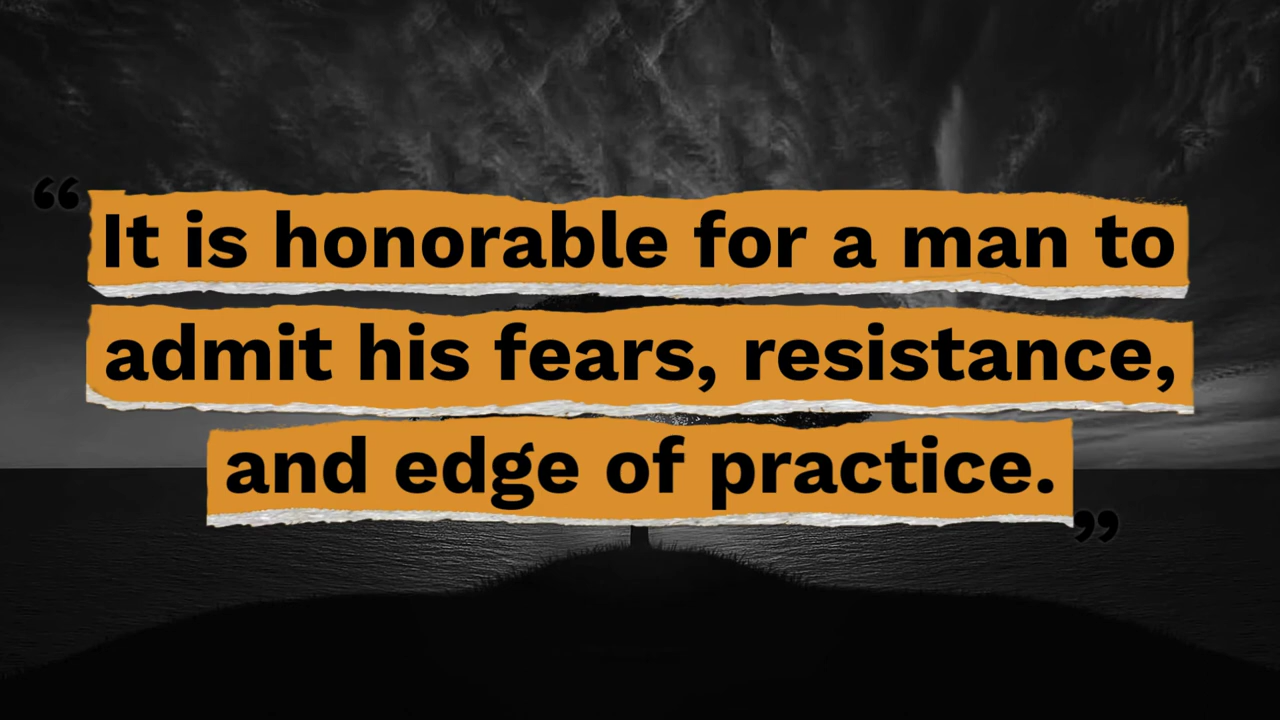 “It is honorable for a man to
admit his fears, resistance,
and edge of practice.”